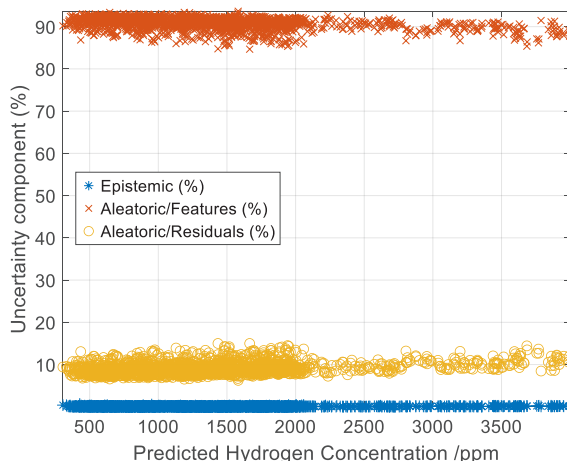 90
80
70
60
50
40
30
20
10
Uncertainty component (%)
Epistemic (%)
Aleatoric/Features (%)
Aleatoric/Residuals (%)
500 1000 1500 2000 2500 3000 3500
Predicted Hydrogen Concentration /ppm